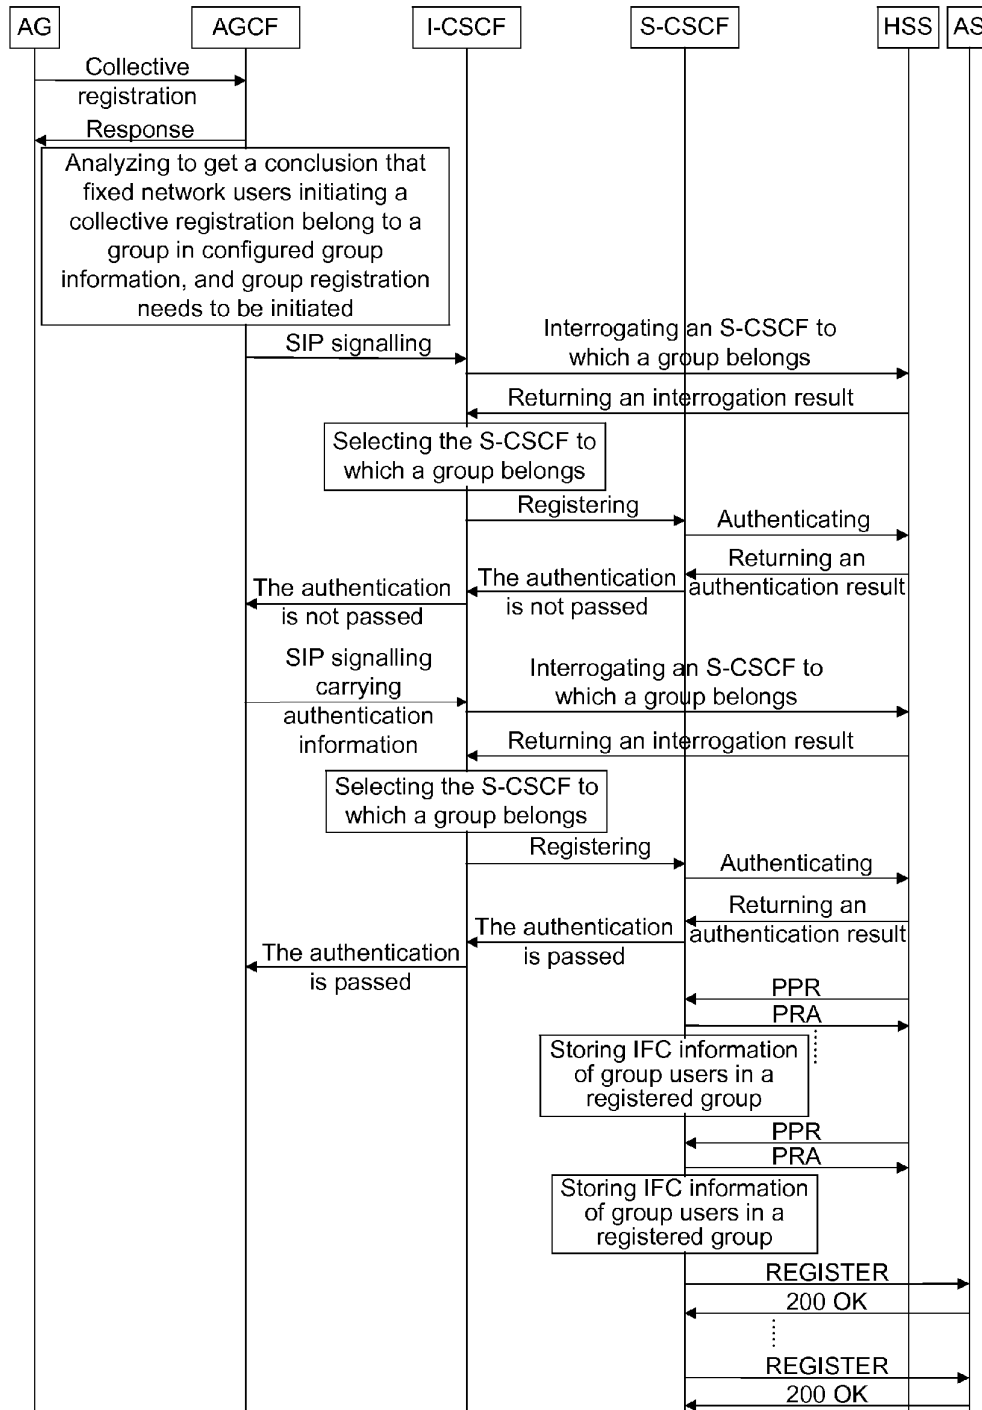 AG
AGCF
I-CSCF
S-CSCF
HSS
AS
Collective
registration
Response
Analyzing to get a conclusion that
fixed network users initiating a
collective registration belong to a
group in configured group
information, and group registration
needs to be initiated
SIP signalling
Interrogating an S-CSCF to
which a group belongs
Returning an interrogation result
Selecting the S-CSCF to
which a group belongs
Registering
Authenticating
Returning an
authentication result
The authentication
is not passed
The authentication
is not passed
SIP signalling
carrying
authentication
information
Interrogating an S-CSCF to
which a group belongs
Returning an interrogation result
Selecting the S-CSCF to
which a group belongs
Registering
Authenticating
Returning an
authentication result
The authentication
is passed
The authentication
is passed
PPR
PRA
Storing IFC information
of group users in a
registered group
PPR
PRA
Storing IFC information
of group users in a
registered group
REGISTER
200 OK
REGISTER
200 OK